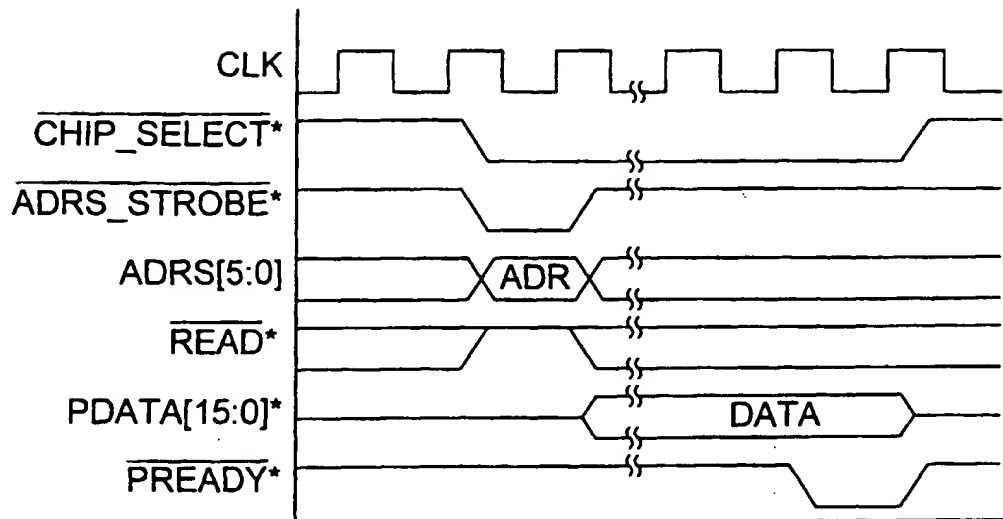 CLK
CHIP_SELECT*
ADRS_STROBE*
ADRS[5:0]
ADR
READ*
PDATA[15:0]*
DATA
PREADY*